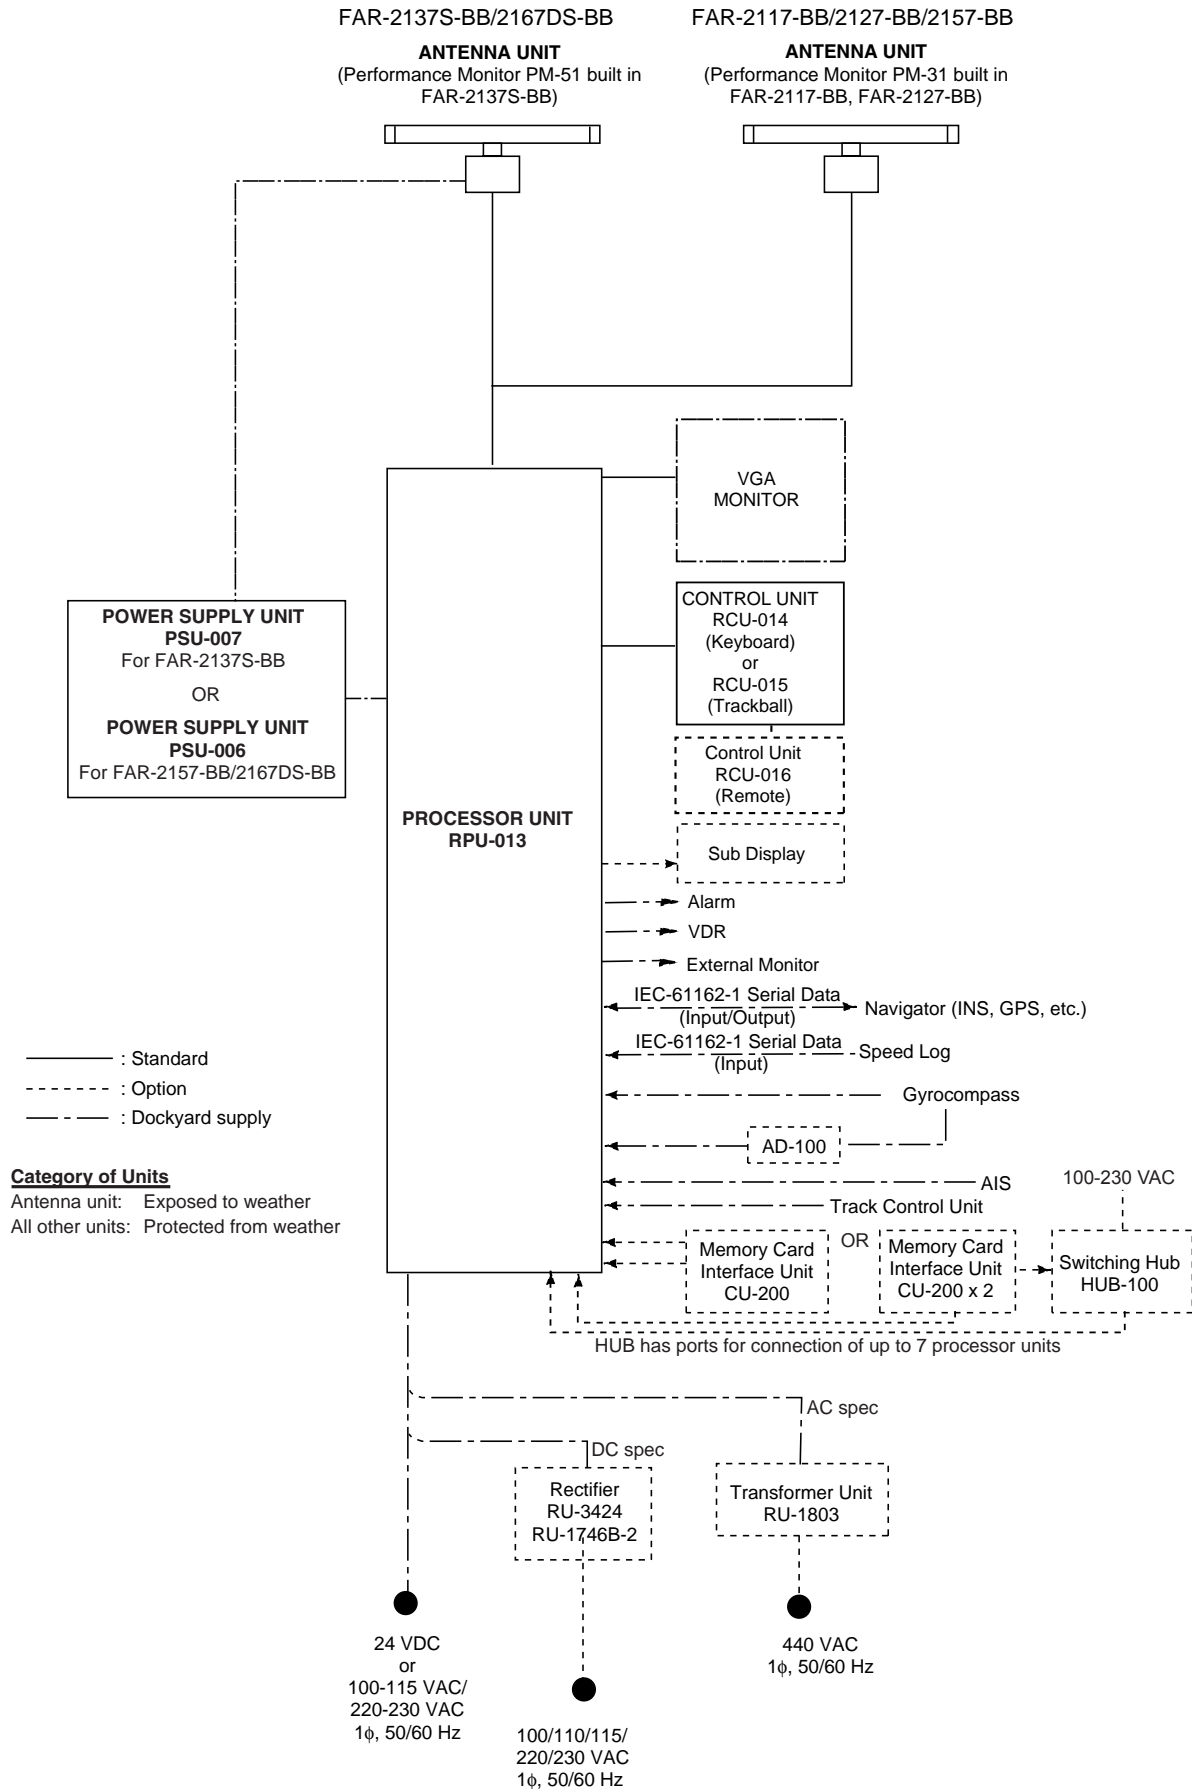 FAR-2137S-BB/2167DS-BB
FAR-2117-BB/2127-BB/2157-BB
ANTENNA UNIT
(Performance Monitor PM-51 built in
FAR-2137S-BB)
ANTENNA UNIT
(Performance Monitor PM-31 built in
FAR-2117-BB, FAR-2127-BB)
VGA
MONITOR
CONTROL UNIT
RCU-014
(Keyboard)
or
RCU-015
(Trackball)
Control Unit
RCU-016
(Remote)
POWER SUPPLY UNIT
PSU-007
For FAR-2137S-BB
OR
POWER SUPPLY UNIT
PSU-006
For FAR-2157-BB/2167DS-BB
PROCESSOR UNIT
RPU-013
Sub Display
Alarm
VDR
External Monitor
IEC-61162-1 Serial Data
(Input/Output)
Navigator (INS, GPS, etc.)
IEC-61162-1 Serial Data
(Input)
Speed Log
Gyrocompass
AD-100
AIS
Track Control Unit
100-230 VAC
: Standard
: Option
: Dockyard supply
Category of Units
Antenna unit: Exposed to weather
All other units: Protected from weather
Memory Card
Interface Unit
CU-200
OR
Memory Card
Interface Unit
CU-200 x 2
Switching Hub
HUB-100
HUB has ports for connection of up to 7 processor units
AC spec
DC spec
Rectifier
RU-3424
RU-1746B-2
Transformer Unit
RU-1803
24 VDC
or
100-115 VAC/
220-230 VAC
1ϕ, 50/60 Hz
100/110/115/
220/230 VAC
1ϕ, 50/60 Hz
440 VAC
1ϕ, 50/60 Hz